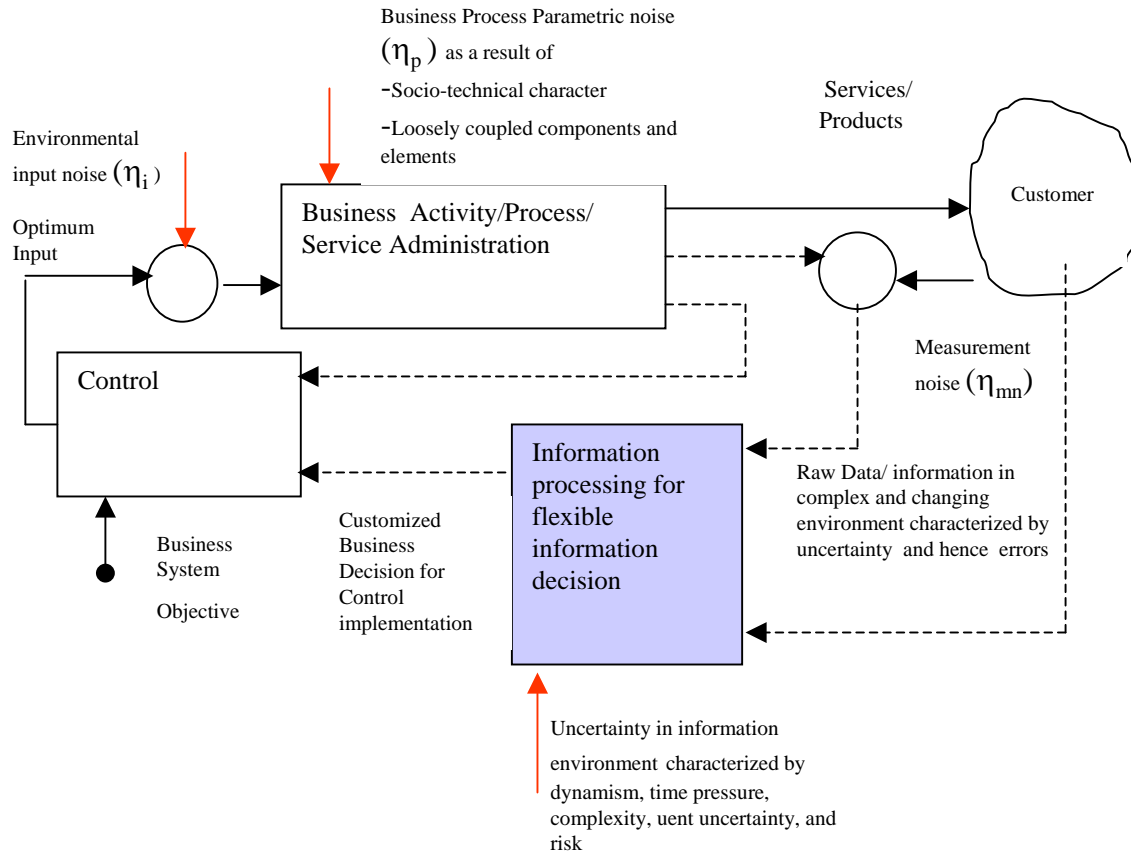 Business Process Parametric noise
(ηp) as a result of
-Socio-technical character
-Loosely coupled components and
elements
Services/
Products
Environmental
input noise (ηi)
Optimum
Input
Business Activity/Process/
Service Administration
Customer
Control
Measurement
noise (ηmn)
Information
processing for
flexible
information
decision
Raw Data/ information in
complex and changing
environment characterized by
uncertainty and hence errors
Customized
Business
Decision for
Control
implementation
Business
System
Objective
Uncertainty in information
environment characterized by
dynamism, time pressure,
complexity, uent uncertainty, and
risk